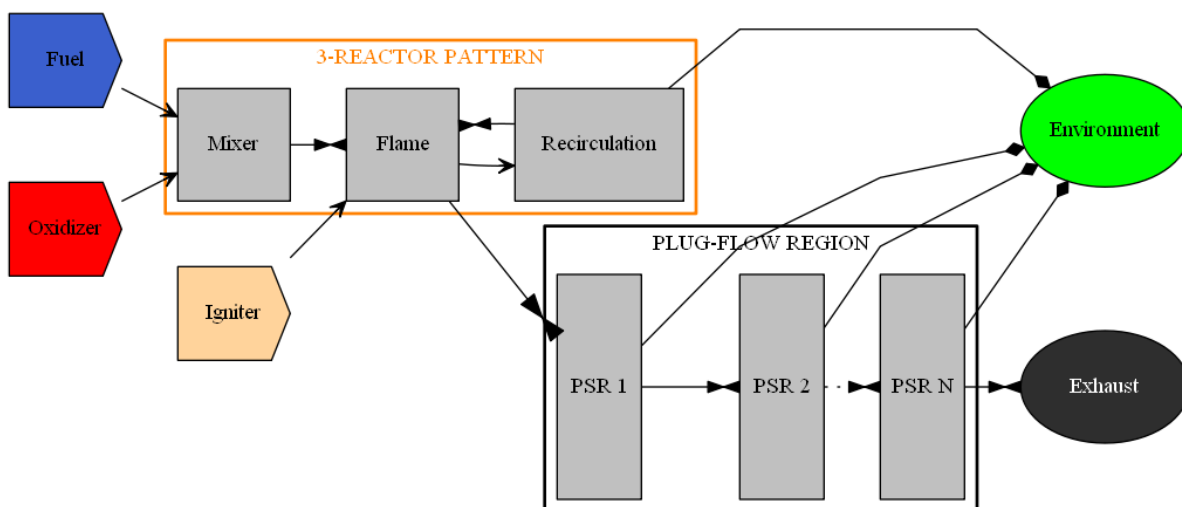 Fuel
3-REACTOR PATTERN
Mixer
Flame
Recirculation
Environment
Oxidizer
PLUG-FLOW REGION
Igniter
PSR 1
PSR 2
PSR N
Exhaust